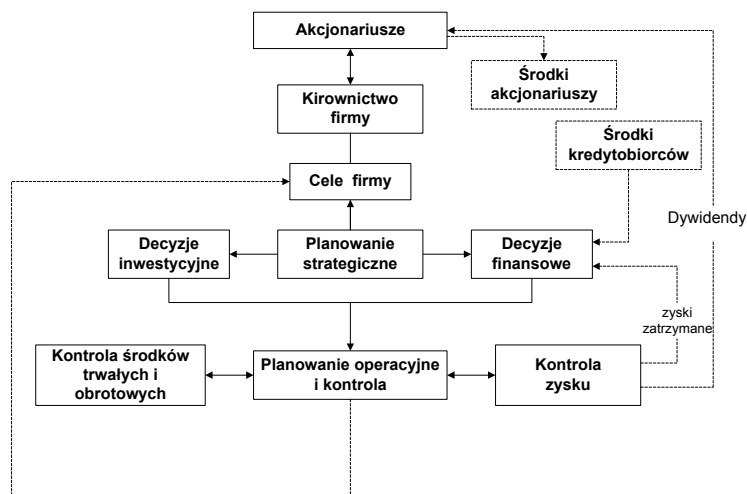 Akcjonariusze
Środki
akcjonariuszy
Kirownictwo
firmy
Środki
kredytobiorców
Cele firmy
Dywidendy
Decyzje
inwestycyjne
Planowanie
strategiczne
Decyzje
finansowe
zyski
zatrzymane
Kontrola środków
trwałych i
obrotowych
Planowanie operacyjne
i kontrola
Kontrola
zysku